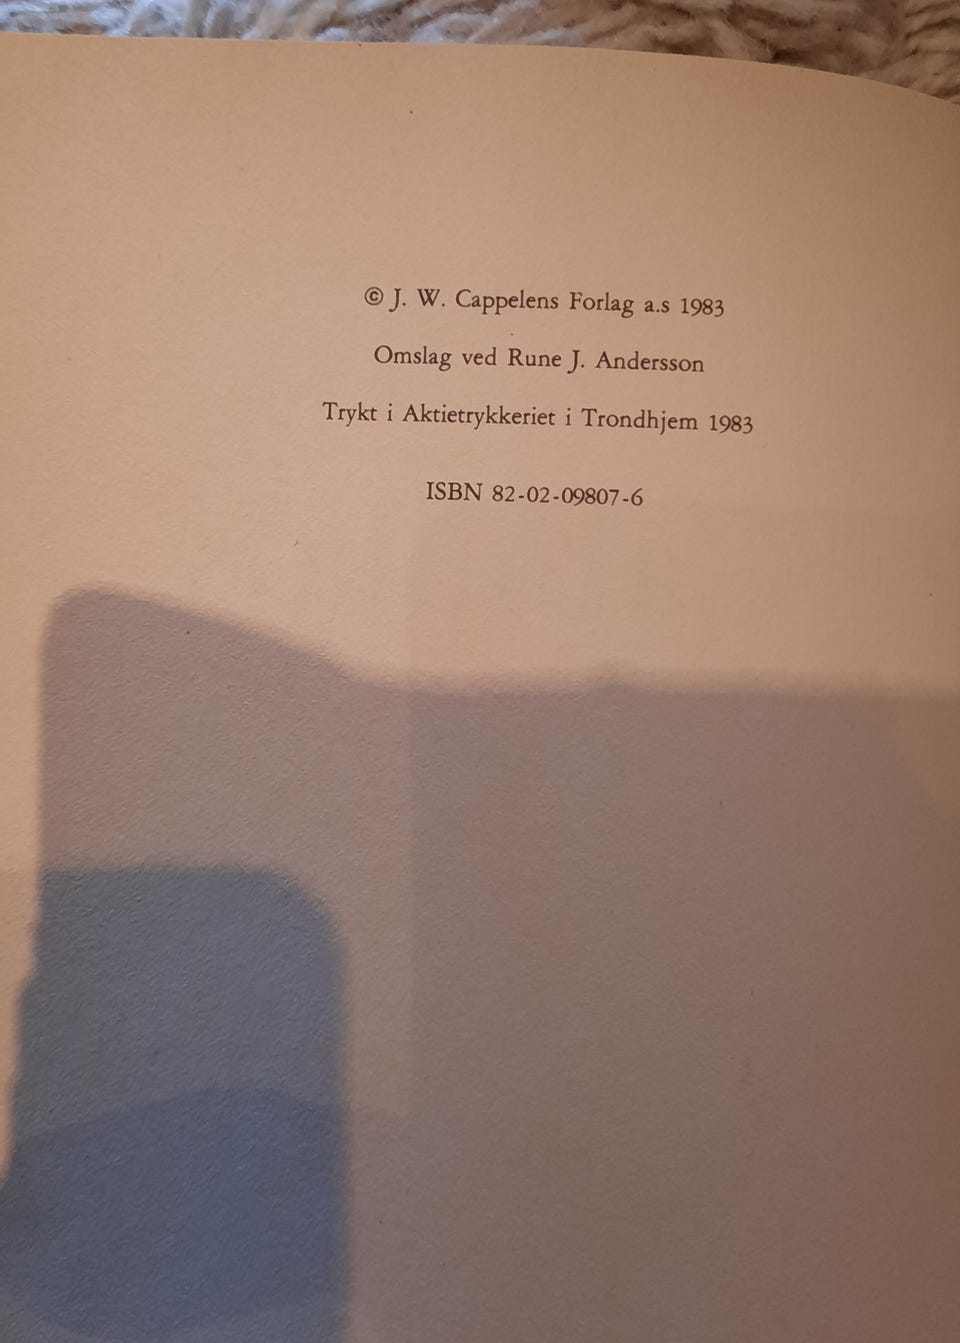 © J. W. Cappelens Forlag a.s 1983
Omslag ved Rune J. Andersson
Trykt i Aktietrykkeriet i Trondhjem 1983
ISBN 82-02-09807-6